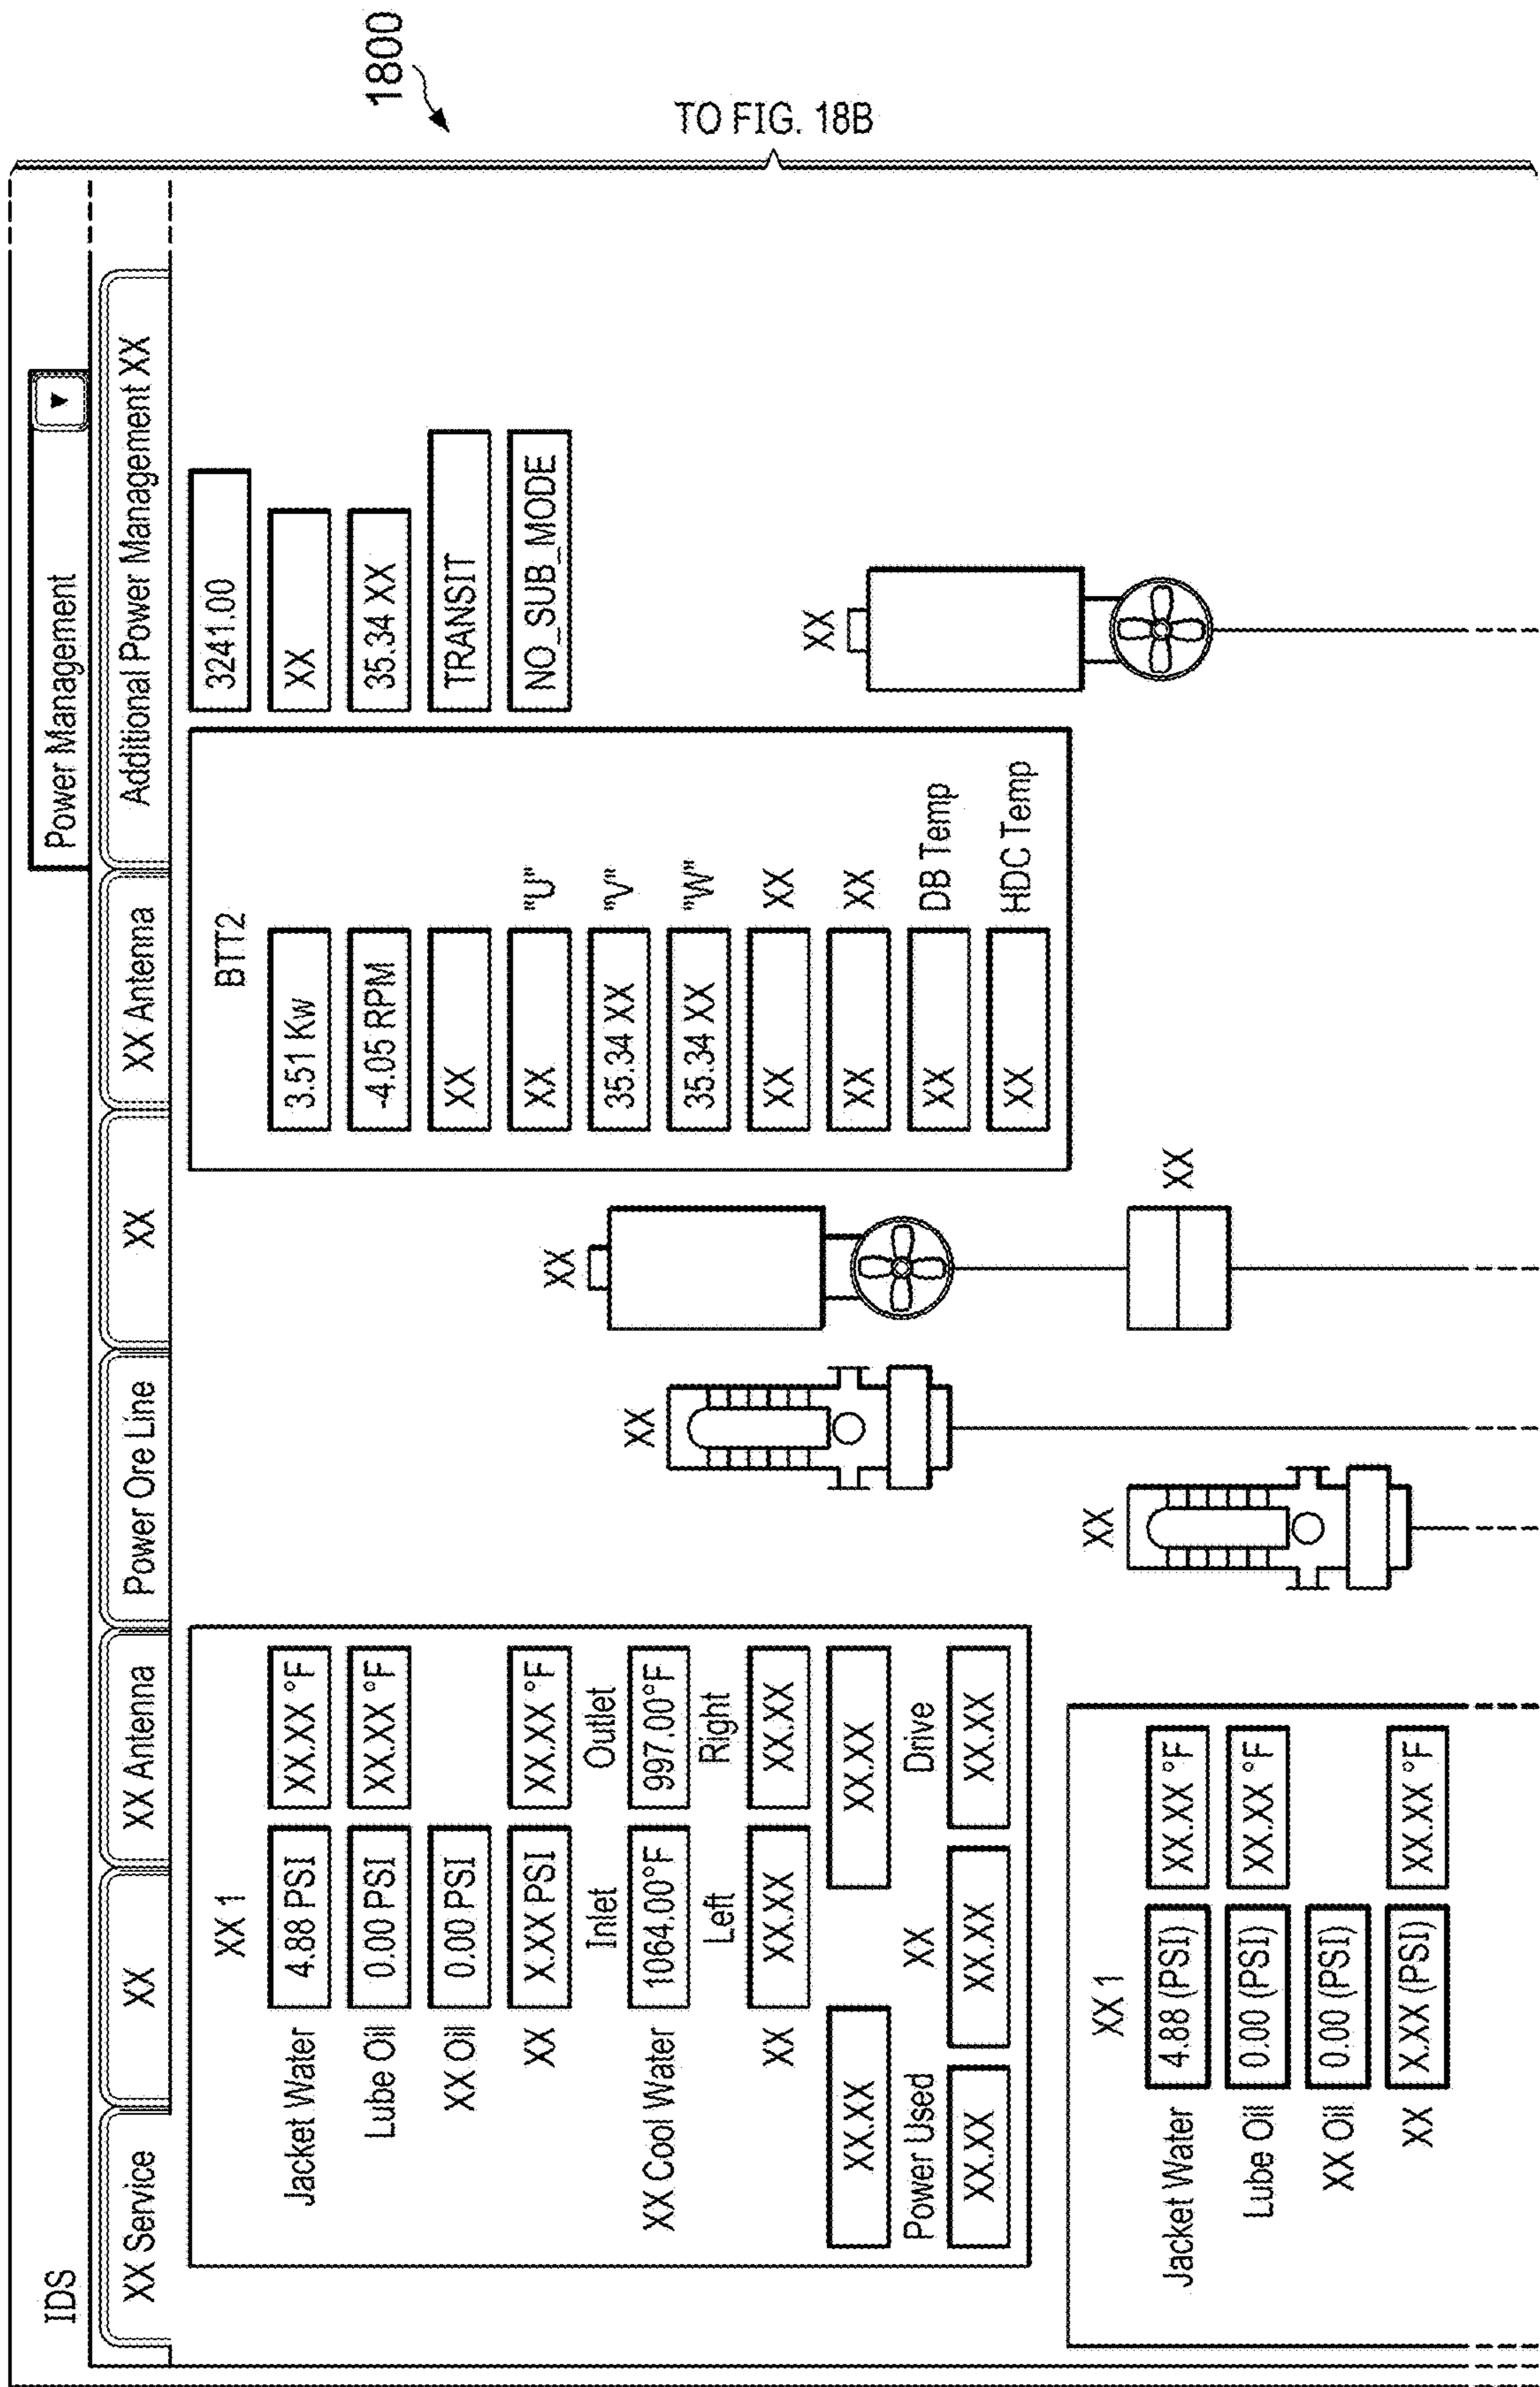 1800
TO FIG. 18B
IDS
Power Management ▼
XX Service
XX
XX Antenna
Power Ore Line
XX
XX Antenna
Additional Power Management XX
XX 1
Jacket Water 4.88 PSI XX.XX °F
Lube Oil 0.00 PSI XX.XX °F
XX Oil 0.00 PSI
XX X.XX PSI XX.XX °F
Inlet Outlet
XX Cool Water 1064.00°F 997.00°F
Left Right
XX XX.XX XX.XX
XX.XX XX.XX
Power Used XX Drive
XX.XX XX.XX XX.XX
XX
XX
XX
XX
BTT2
3.51 Kw
-4.05 RPM
XX
XX "U"
35.34 XX "V"
35.34 XX "W"
XX XX
XX XX
XX DB Temp
XX HDC Temp
3241.00
XX
35.34 XX
TRANSIT
NO_SUB_MODE
XX
XX 1
Jacket Water 4.88 (PSI) XX.XX °F
Lube Oil 0.00 (PSI) XX.XX °F
XX Oil 0.00 (PSI)
XX X.XX (PSI) XX.XX °F